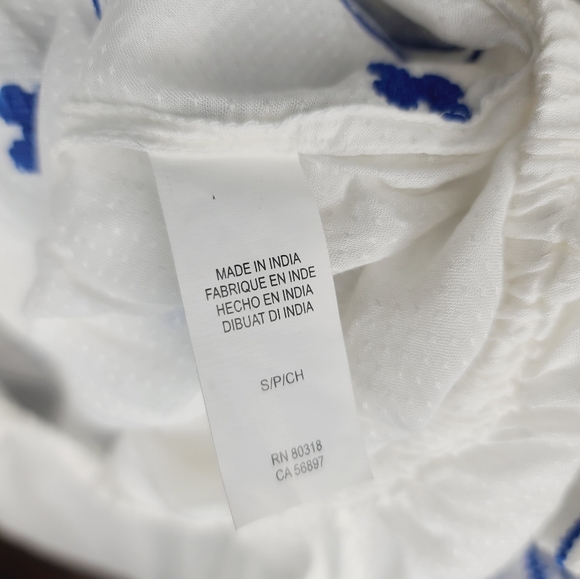 MADE IN INDIA
FABRIQUE EN INDE
HECHO EN INDIA
DIBUAT DI INDIA
S/P/CH
RN 80318
CA 56897